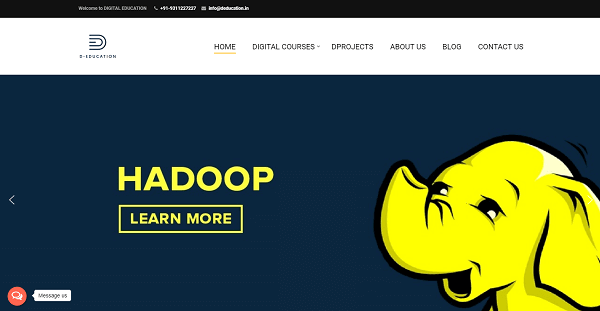 Welcome to DIGITAL EDUCATION +91-9311227227 info@deducation.in
D-EDUCATION
HOME DIGITAL COURSES DPROJECTS ABOUT US BLOG CONTACT US
HADOOP
LEARN MORE
Message us